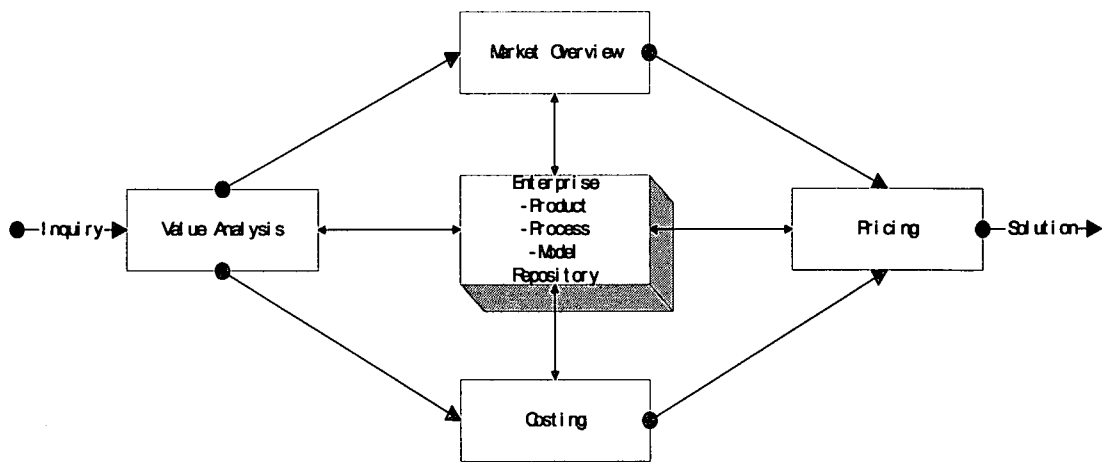 Market Overview
Inquiry
Value Analysis
Enterprise
-Product
-Process
-Model
Repository
Pricing
Solution
Costing